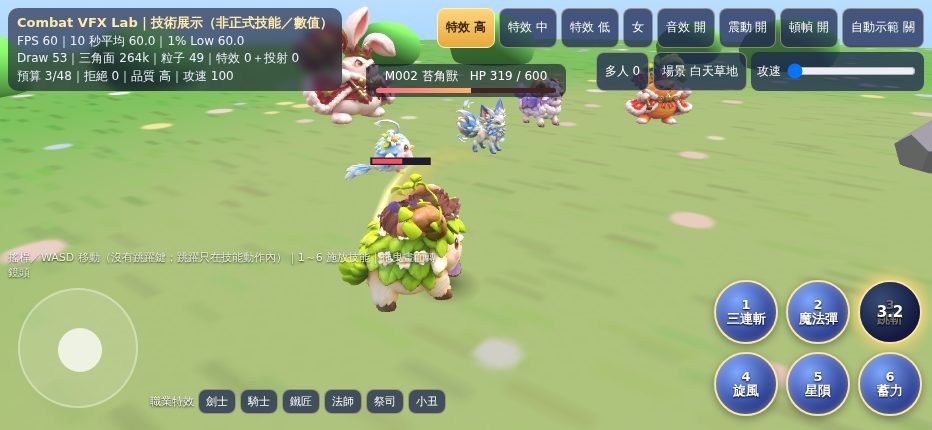 Combat VFX Lab｜技術展示（非正式技能／數值）
FPS 60｜10 秒平均 60.0｜1% Low 60.0
Draw 53｜三角面 264k｜粒子 49｜特效 0＋投射 0
預算 3/48｜拒絕 0｜品質 高｜攻速 100
特效 高
特效 中
特效 低
女
音效 開
震動 開
頓幀 開
自動示範 關
多人 0
場景 白天草地
攻速
M002 苔角獸 HP 319 / 600
搖桿／WASD 移動（沒有跳躍鍵；跳躍只在技能動作內）｜1～6 施放技能｜
鏡頭
1
三連斬
2
魔法彈
3
3.2
4
旋風
5
星隕
6
蓄力
職業特效
劍士
騎士
鐵匠
法師
祭司
小丑